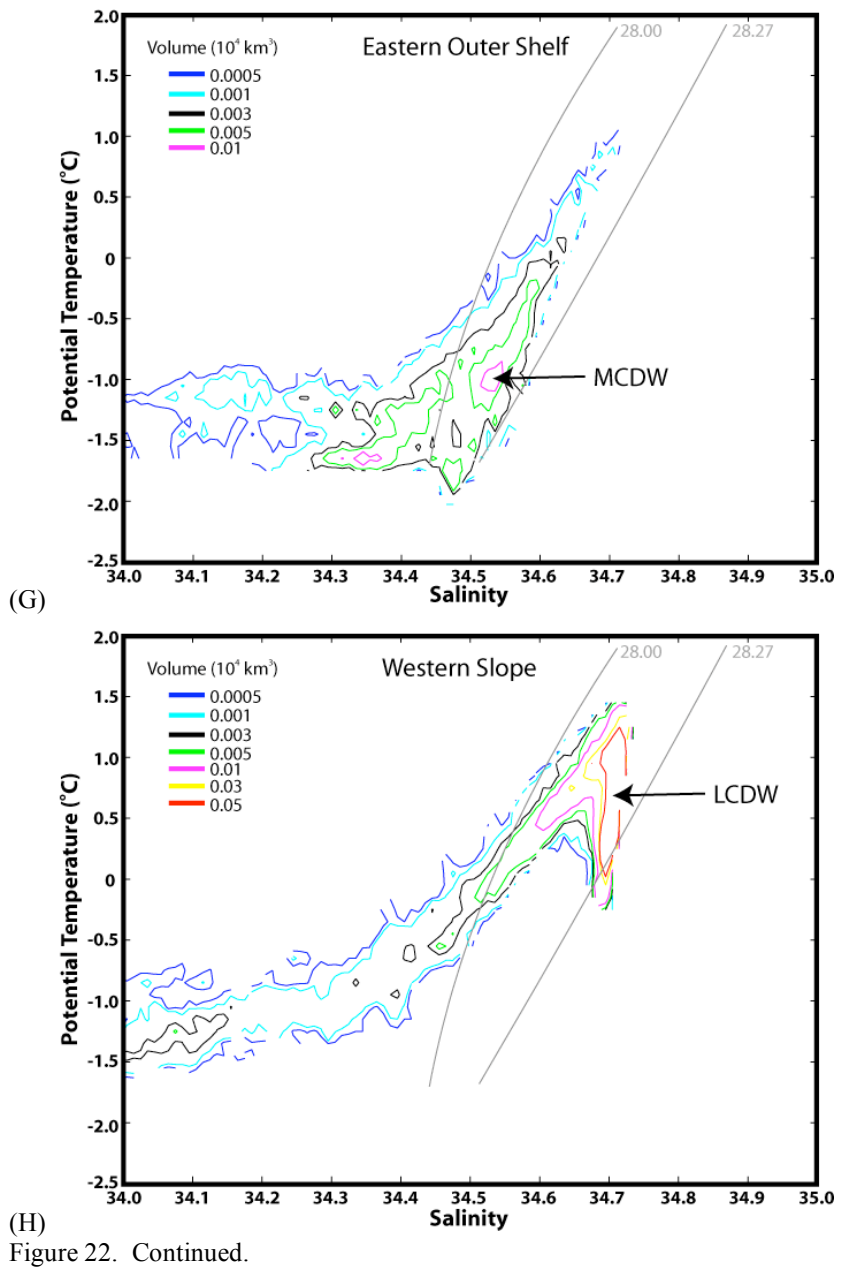 Eastern Outer Shelf
28.00
28.27
Volume (10⁴ km³)
0.0005
0.001
0.003
0.005
0.01
MCDW
2.0
1.5
1.0
0.5
0
-0.5
-1.0
-1.5
-2.0
-2.5
Potential Temperature (˚C)
34.0 34.1 34.2 34.3 34.4 34.5 34.6 34.7 34.8 34.9 35.0
Salinity
(G)
Western Slope
28.00
28.27
Volume (10⁴ km³)
0.0005
0.001
0.003
0.005
0.01
0.03
0.05
LCDW
2.0
1.5
1.0
0.5
0
-0.5
-1.0
-1.5
-2.0
-2.5
Potential Temperature (˚C)
34.0 34.1 34.2 34.3 34.4 34.5 34.6 34.7 34.8 34.9 35.0
Salinity
(H)
Figure 22. Continued.